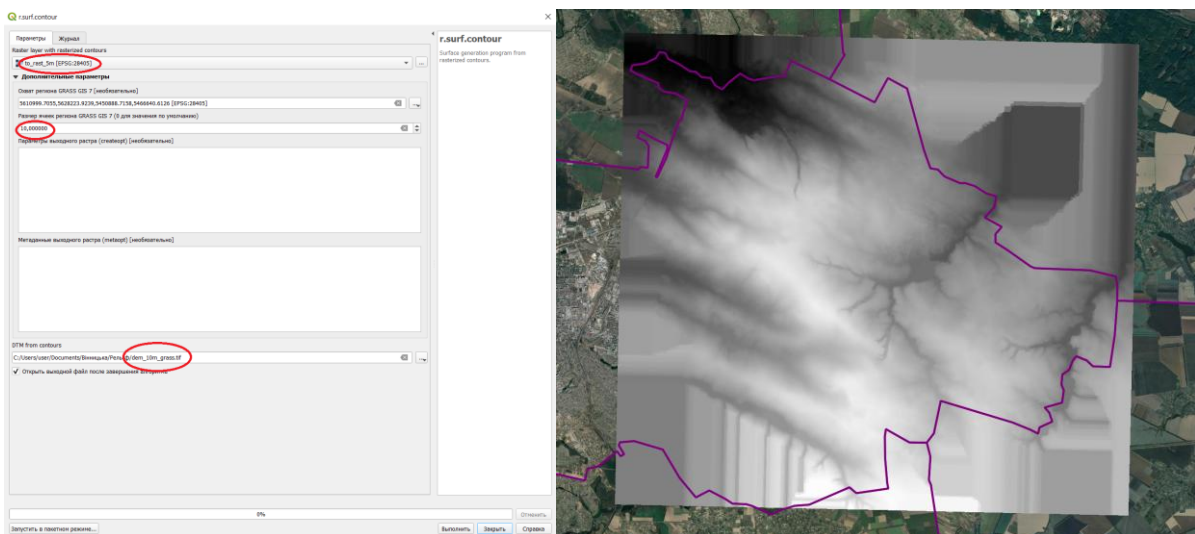 r.surf.contour
Параметры
Журнал
Raster layer with rasterized contours
to_rast_5m [EPSG:28405]
Дополнительные параметры
Охват региона GRASS GIS 7 [необязательно]
5610999.7055,5628223.9239,5450888.7158,5466640.6126 [EPSG:28405]
Размер ячеек региона GRASS GIS 7 (0 для значения по умолчанию)
10,000000
Параметры выходного растра (createopt) [необязательно]
Метаданные выходного растра (metaopt) [необязательно]
DTM from contours
C:/Users/user/Documents/Вінницька/Рельєф/dem_10m_grass.tif
Открыть выходной файл после завершения алгоритма
0%
Отменить
Запустить в пакетном режиме...
Выполнить
Закрыть
Справка
r.surf.contour
Surface generation program from
rasterized contours.